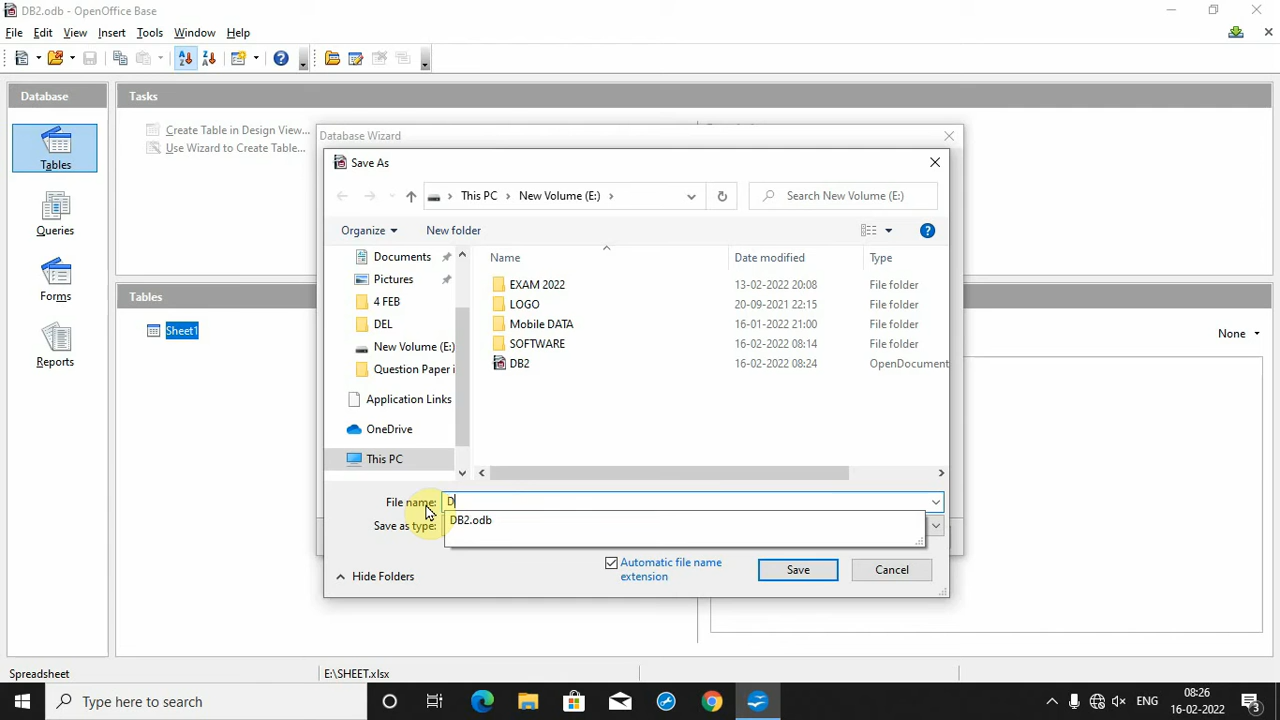 DB2.odb - OpenOffice Base
File Edit View Insert Tools Window Help
Database
Tables
Queries
Forms
Reports
Tasks
Create Table in Design View...
Use Wizard to Create Table...
Tables
Sheet1
None
Database Wizard
Save As
This PC > New Volume (E:) >
Search New Volume (E:)
Organize
New folder
Documents
Pictures
4 FEB
DEL
New Volume (E:)
Question Paper i
Application Links
OneDrive
This PC
Name Date modified Type
EXAM 2022 13-02-2022 20:08 File folder
LOGO 20-09-2021 22:15 File folder
Mobile DATA 16-01-2022 21:00 File folder
SOFTWARE 16-02-2022 08:14 File folder
DB2 16-02-2022 08:24 OpenDocument
File name: D
DB2.odb
Save as type:
Automatic file name
extension
Hide Folders
Save
Cancel
Spreadsheet E:\SHEET.xlsx
Type here to search
ENG
08:26
16-02-2022
3